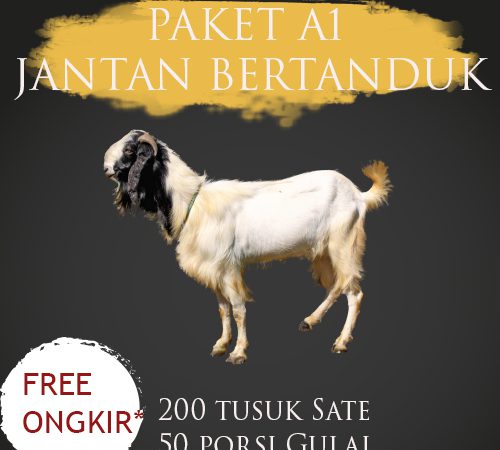 PAKET A1
JANTAN BERTANDUK
FREE
ONGKIR*
200 TUSUK SATE
50 PORSI GULAI